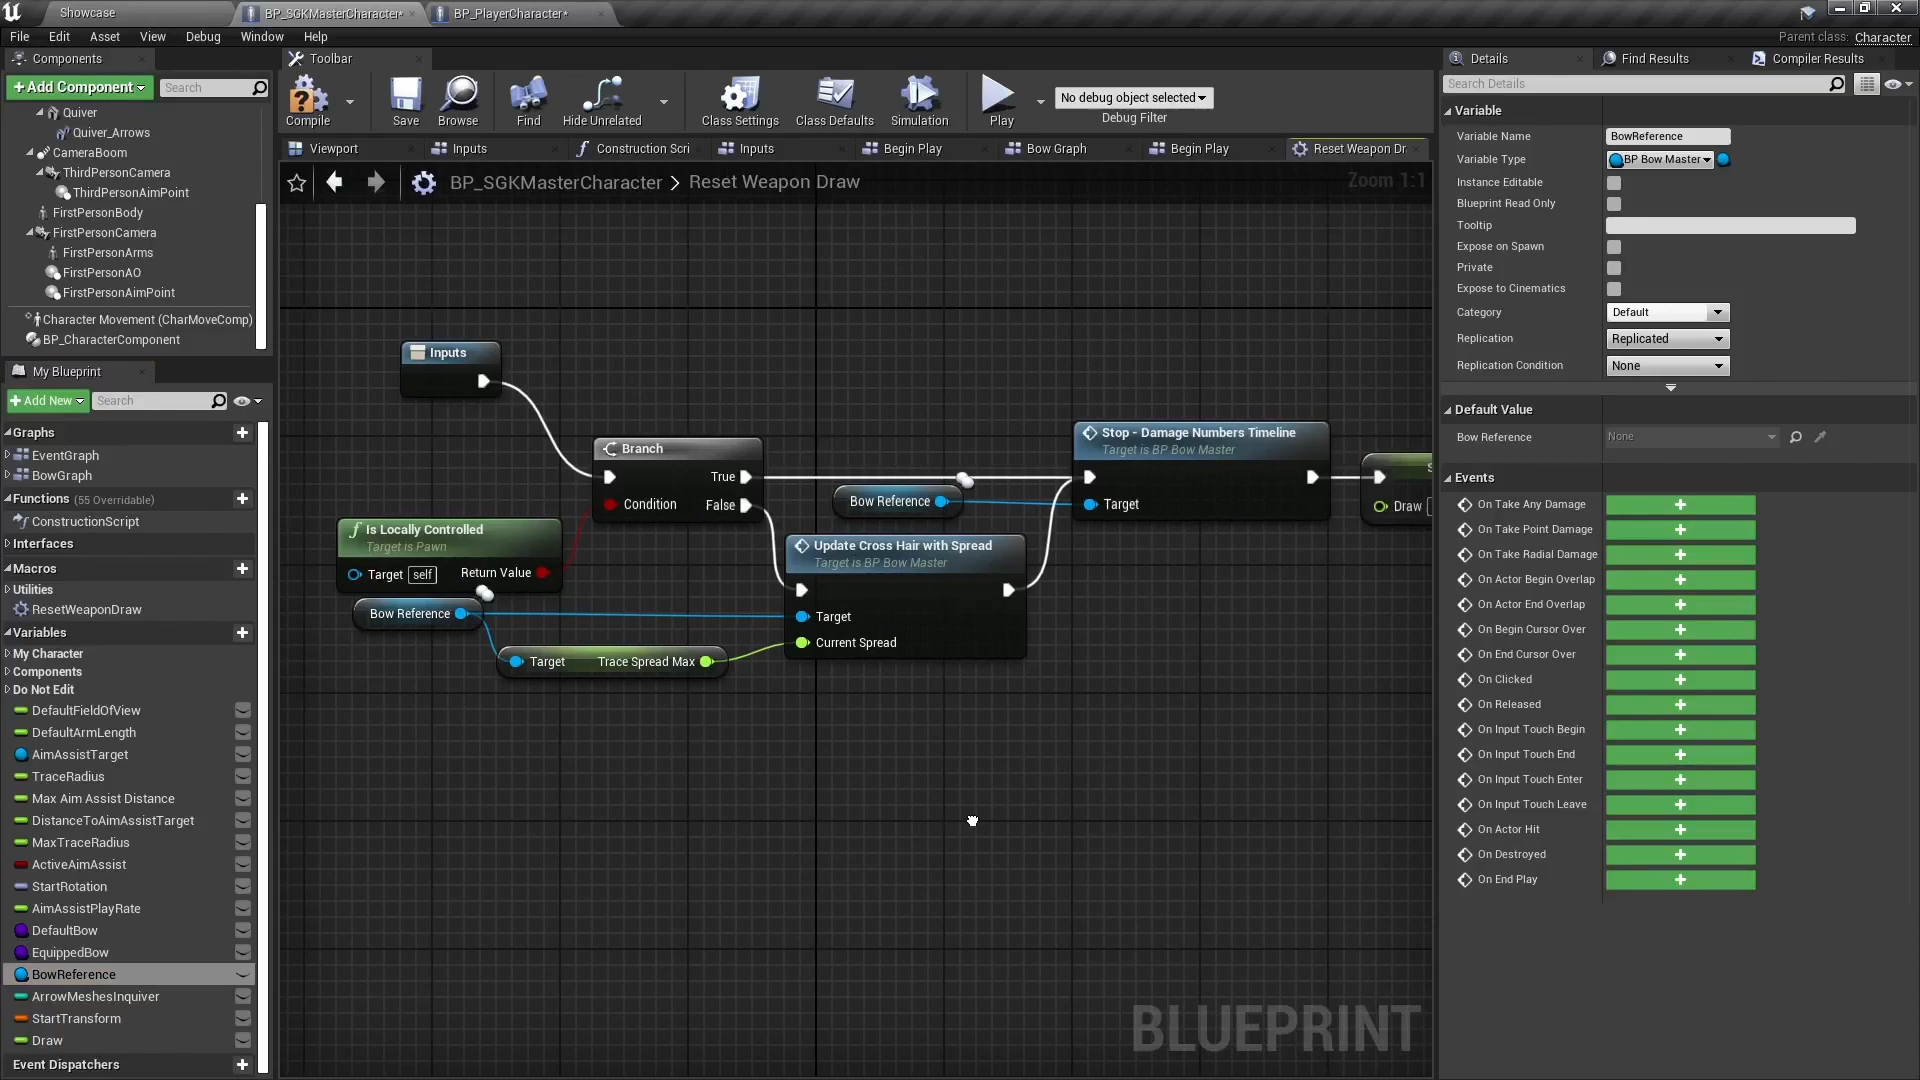 Showcase
BP_SGKMasterCharacter*
BP_PlayerCharacter*
File Edit Asset View Debug Window Help
Parent class: Character
Components
+Add Component
Search
Quiver
Quiver_Arrows
CameraBoom
ThirdPersonCamera
ThirdPersonAimPoint
FirstPersonBody
FirstPersonCamera
FirstPersonArms
FirstPersonAO
FirstPersonAimPoint
Character Movement (CharMoveComp)
BP_CharacterComponent
My Blueprint
+Add New
Search
Graphs
EventGraph
BowGraph
Functions (55 Overridable)
ConstructionScript
Interfaces
Macros
Utilities
ResetWeaponDraw
Variables
My Character
Components
Do Not Edit
DefaultFieldOfView
DefaultArmLength
AimAssistTarget
TraceRadius
Max Aim Assist Distance
DistanceToAimAssistTarget
MaxTraceRadius
ActiveAimAssist
StartRotation
AimAssistPlayRate
DefaultBow
EquippedBow
BowReference
ArrowMeshesInquiver
StartTransform
Draw
Event Dispatchers
Toolbar
Compile
Save
Browse
Find
Hide Unrelated
Class Settings
Class Defaults
Simulation
Play
No debug object selected
Debug Filter
Viewport
Inputs
Construction Scri
Inputs
Begin Play
Bow Graph
Begin Play
Reset Weapon Dr
BP_SGKMasterCharacter > Reset Weapon Draw
Zoom 1:1
Inputs
Branch
True
Condition
False
Is Locally Controlled
Target is Pawn
Target self
Return Value
Bow Reference
Target
Trace Spread Max
Bow Reference
Update Cross Hair with Spread
Target is BP Bow Master
Target
Current Spread
Stop - Damage Numbers Timeline
Target is BP Bow Master
Target
Draw
BLUEPRINT
Details
Find Results
Compiler Results
Search Details
Variable
Variable Name BowReference
Variable Type BP Bow Master
Instance Editable
Blueprint Read Only
Tooltip
Expose on Spawn
Private
Expose to Cinematics
Category Default
Replication Replicated
Replication Condition None
Default Value
Bow Reference None
Events
On Take Any Damage
On Take Point Damage
On Take Radial Damage
On Actor Begin Overlap
On Actor End Overlap
On Begin Cursor Over
On End Cursor Over
On Clicked
On Released
On Input Touch Begin
On Input Touch End
On Input Touch Enter
On Input Touch Leave
On Actor Hit
On Destroyed
On End Play